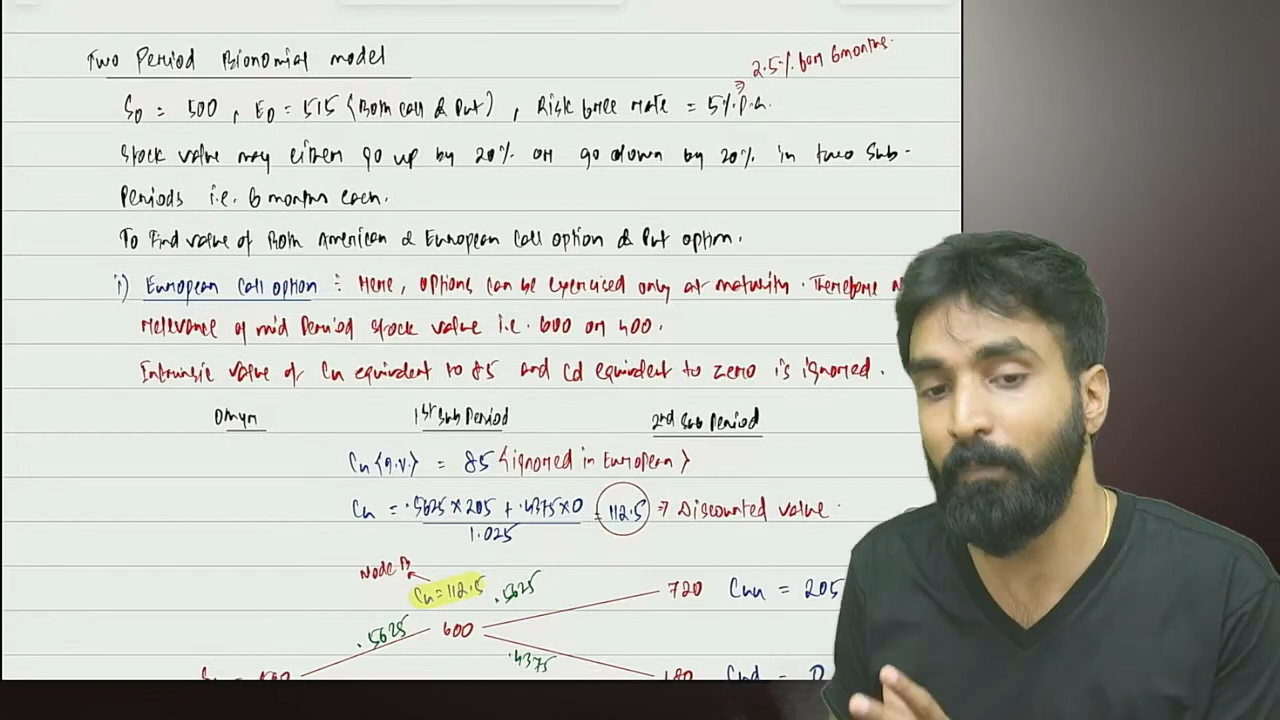 Two Period Bionomial model
2.5% for 6 months.
S0 = 500, E0 = 515 (Both call & Put), Risk free rate = 5% p.a.
Stock value may either go up by 20% or go down by 20% in two sub-
Periods i.e. 6 months each.
To Find value of Both American & European Call option & Put option.
i) European Call option : Here, options can be exercised only at maturity. Therefore
relevance of mid Period stock value i.e. 600 or 400.
Intrinsic value of Cu equivalent to 85 and Cd equivalent to zero is ignored.
Origin 1st Sub Period 2nd Sub Period
Cu = 85 {ignored in European}
Cu = .5625 × 205 + .4375 × 0 = 112.5 ⇒ Discounted value.
1.025
Node B
Cu = 112.5 .5625 720 Cuu = 205
.5625 600
.4375